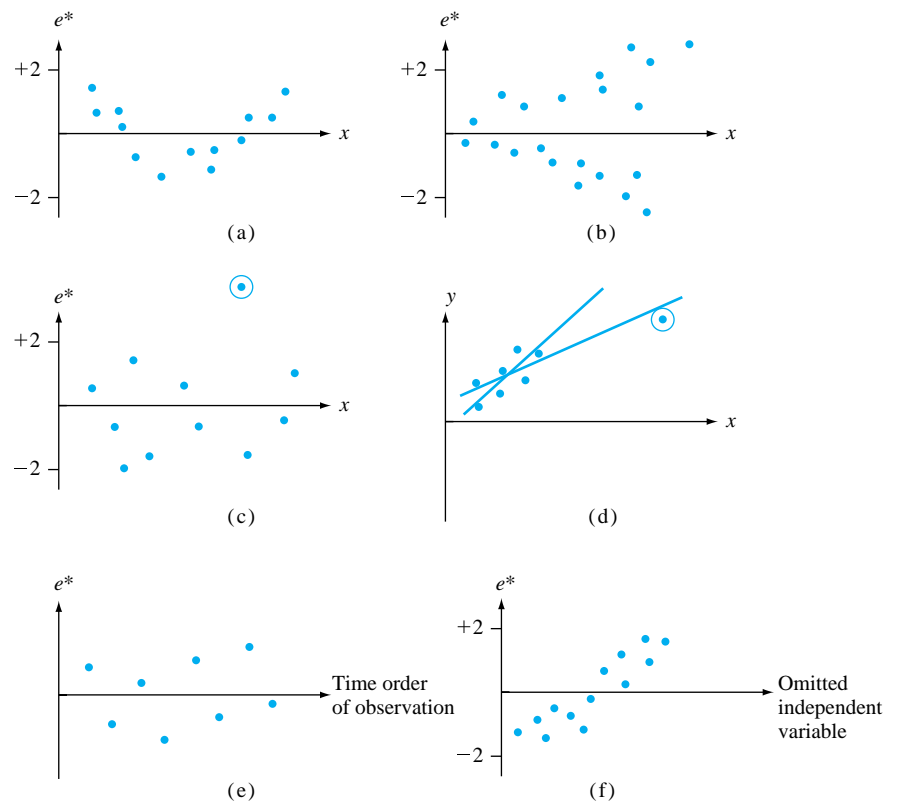 e*
+2
x
−2
(a)
e*
+2
x
−2
(b)
e*
+2
x
−2
(c)
y
x
(d)
e*
Time order
of observation
(e)
e*
+2
Omitted
independent
variable
−2
(f)